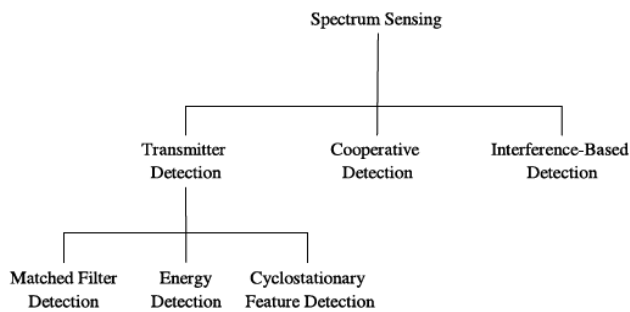 Spectrum Sensing
Transmitter
Detection
Cooperative
Detection
Interference-Based
Detection
Matched Filter
Detection
Energy
Detection
Cyclostationary
Feature Detection